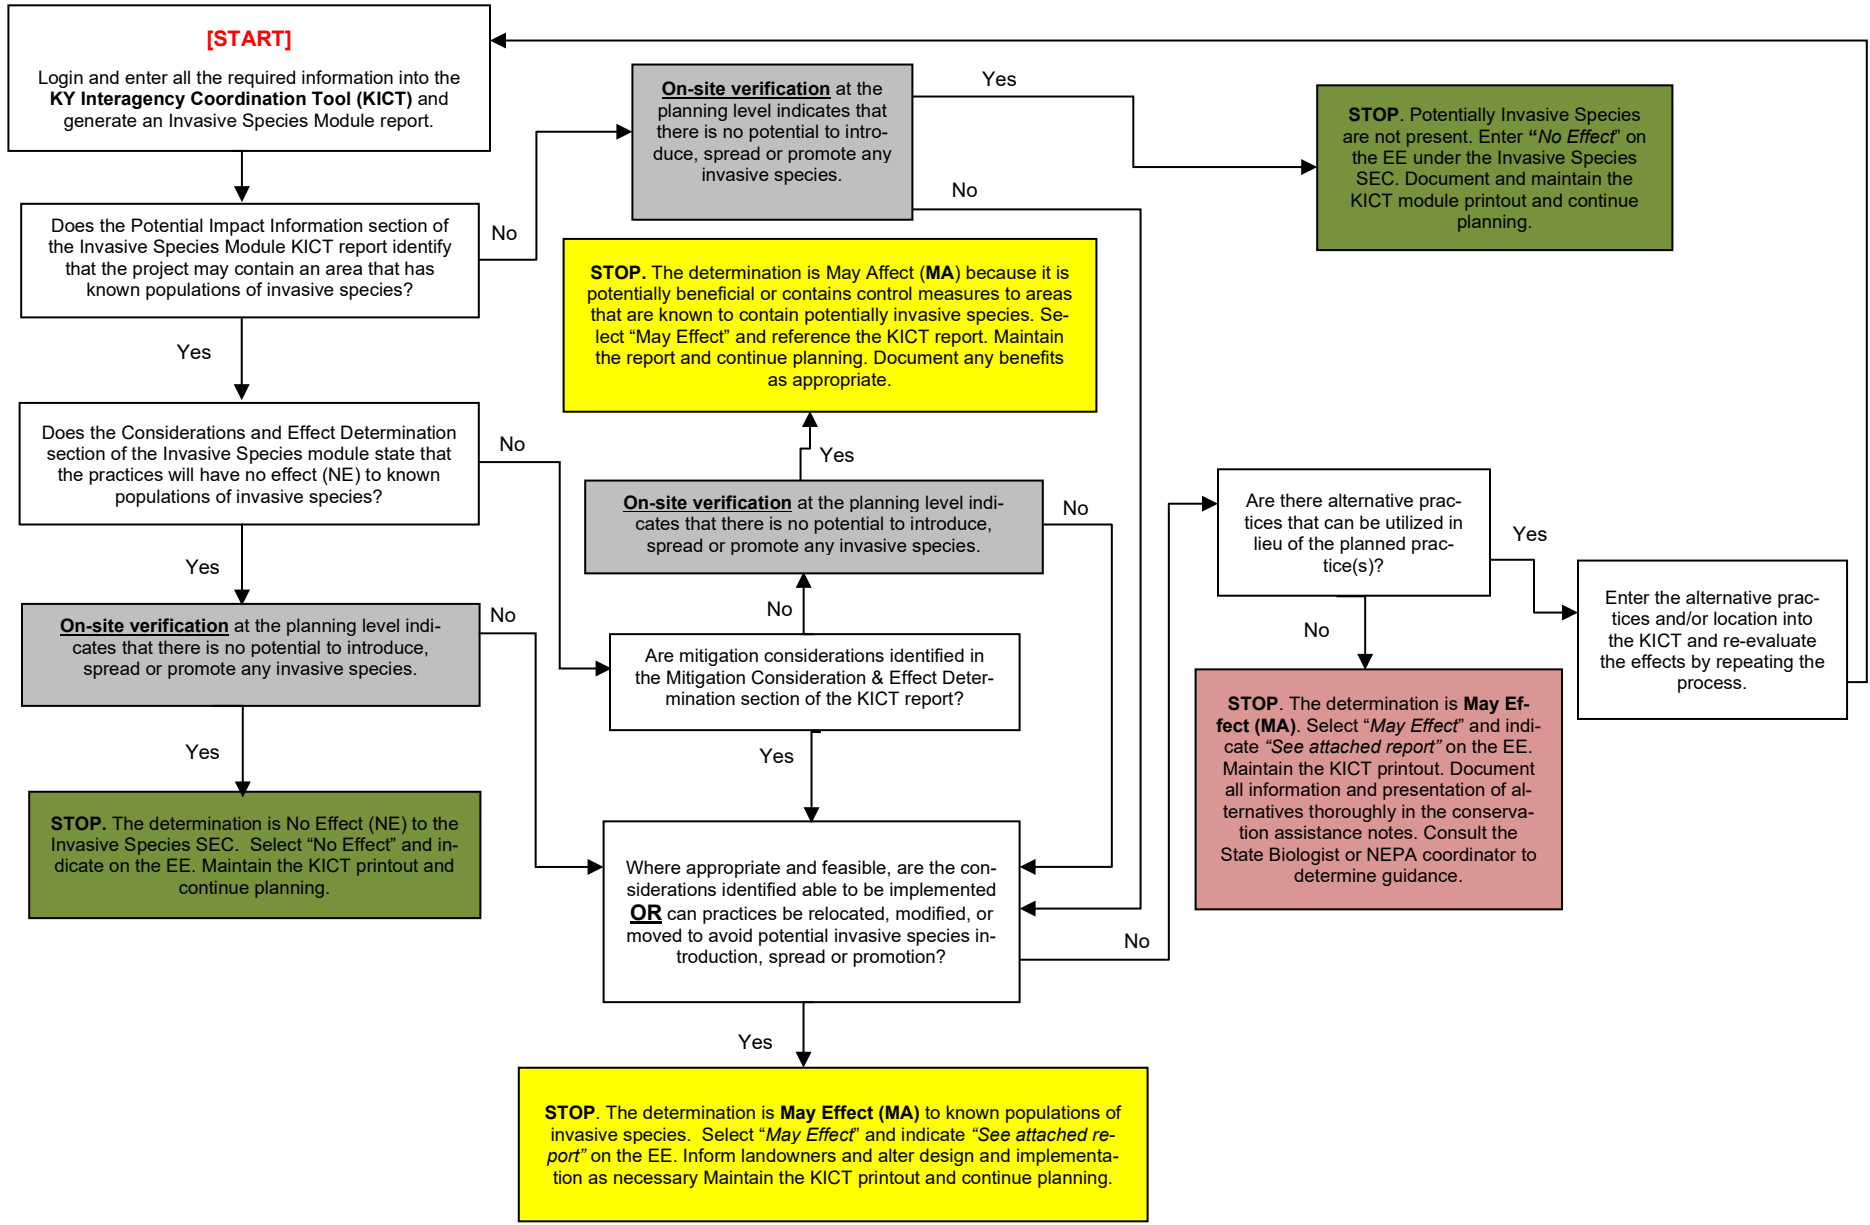 [START]
Login and enter all the required information into the
KY Interagency Coordination Tool (KICT) and
generate an Invasive Species Module report.
Does the Potential Impact Information section of
the Invasive Species Module KICT report identify
that the project may contain an area that has
known populations of invasive species?
No
Yes
On-site verification at the
planning level indicates that
there is no potential to intro-
duce, spread or promote any
invasive species.
Yes
No
STOP. Potentially Invasive Species
are not present. Enter “No Effect” on
the EE under the Invasive Species
SEC. Document and maintain the
KICT module printout and continue
planning.
STOP. The determination is May Affect (MA) because it is
potentially beneficial or contains control measures to areas
that are known to contain potentially invasive species. Se-
lect “May Effect” and reference the KICT report. Maintain
the report and continue planning. Document any benefits
as appropriate.
Does the Considerations and Effect Determination
section of the Invasive Species module state that
the practices will have no effect (NE) to known
populations of invasive species?
No
Yes
Yes
On-site verification at the planning level indi-
cates that there is no potential to introduce,
spread or promote any invasive species.
No
No
Are mitigation considerations identified in
the Mitigation Consideration & Effect Deter-
mination section of the KICT report?
Yes
On-site verification at the planning level indi-
cates that there is no potential to introduce,
spread or promote any invasive species.
No
Yes
STOP. The determination is No Effect (NE) to the
Invasive Species SEC.  Select “No Effect” and in-
dicate on the EE. Maintain the KICT printout and
continue planning.
Where appropriate and feasible, are the con-
siderations identified able to be implemented
OR can practices be relocated, modified, or
moved to avoid potential invasive species in-
troduction, spread or promotion?
No
Yes
STOP. The determination is May Effect (MA) to known populations of
invasive species.  Select “May Effect” and indicate “See attached re-
port” on the EE. Inform landowners and alter design and implementa-
tion as necessary Maintain the KICT printout and continue planning.
Are there alternative prac-
tices that can be utilized in
lieu of the planned prac-
tice(s)?
Yes
No
Enter the alternative prac-
tices and/or location into
the KICT and re-evaluate
the effects by repeating the
process.
STOP. The determination is May Ef-
fect (MA). Select “May Effect” and indi-
cate “See attached report” on the EE.
Maintain the KICT printout. Document
all information and presentation of al-
ternatives thoroughly in the conserva-
tion assistance notes. Consult the
State Biologist or NEPA coordinator to
determine guidance.